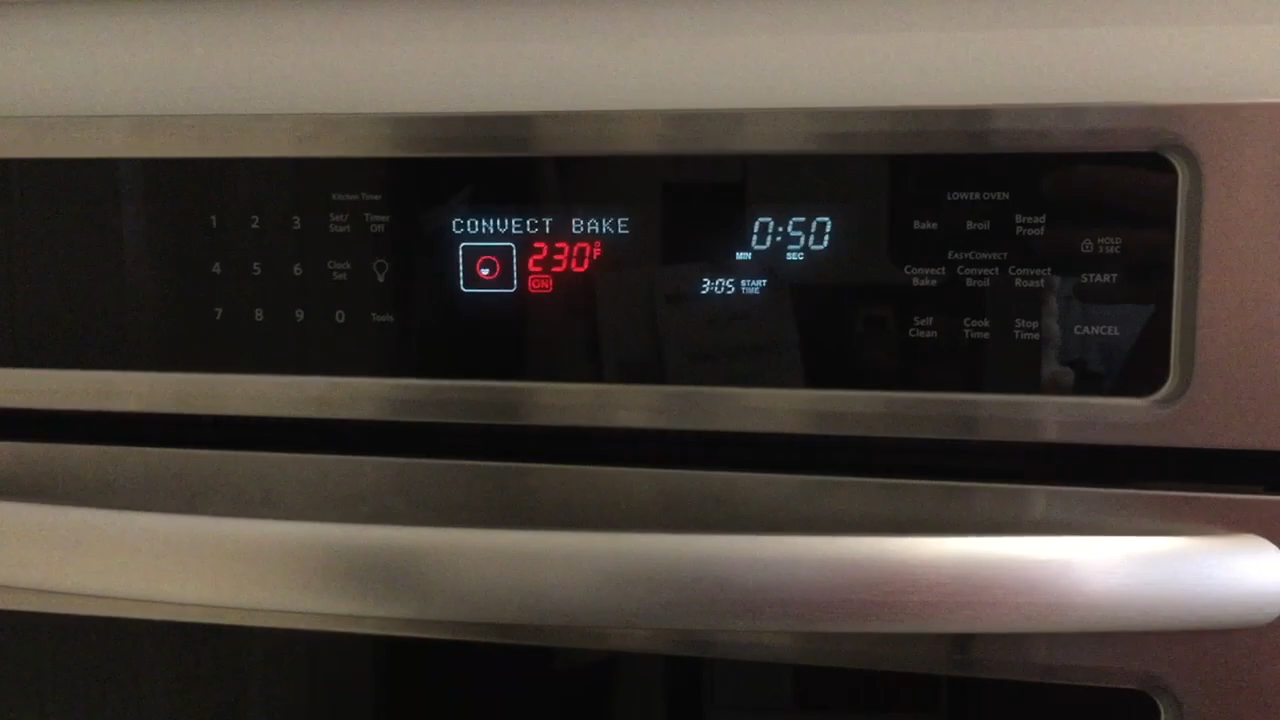 Kitchen Timer
1 2 3 Set/Start Timer Off
4 5 6 Clock Set
7 8 9 0 Tools
CONVECT BAKE
230°F
ON
0:50
MIN SEC
3:05 START TIME
LOWER OVEN
Bake Broil Bread Proof
EASYCONVECT
Convect Bake Convect Broil Convect Roast
Self Clean Cook Time Stop Time
HOLD 3 SEC
START
CANCEL